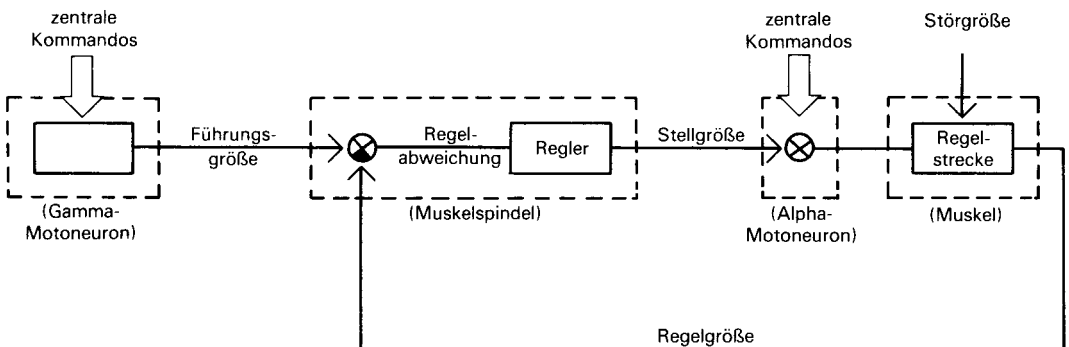 zentrale
Kommandos
zentrale
Kommandos
Störgröße
Führungs-
größe
Regel-
abweichung
Regler
Stellgröße
Regel-
strecke
(Gamma-
Motoneuron)
(Muskelspindel)
(Alpha-
Motoneuron)
(Muskel)
Regelgröße